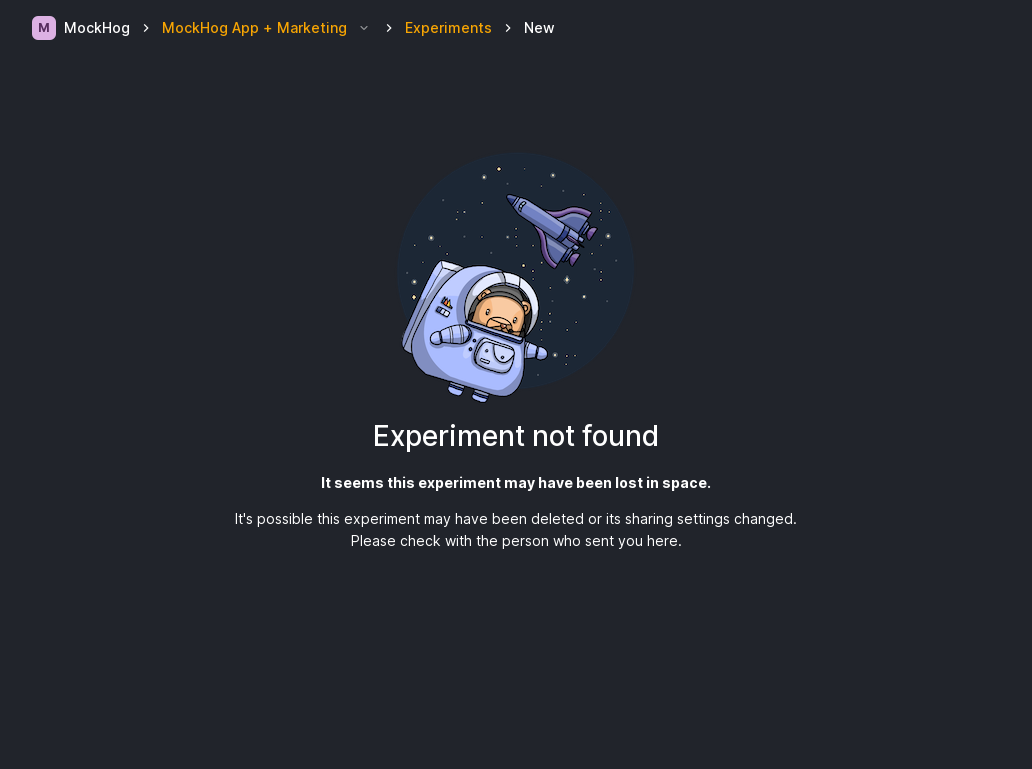 M MockHog > MockHog App + Marketing > Experiments > New
Experiment not found
It seems this experiment may have been lost in space.
It's possible this experiment may have been deleted or its sharing settings changed.
Please check with the person who sent you here.